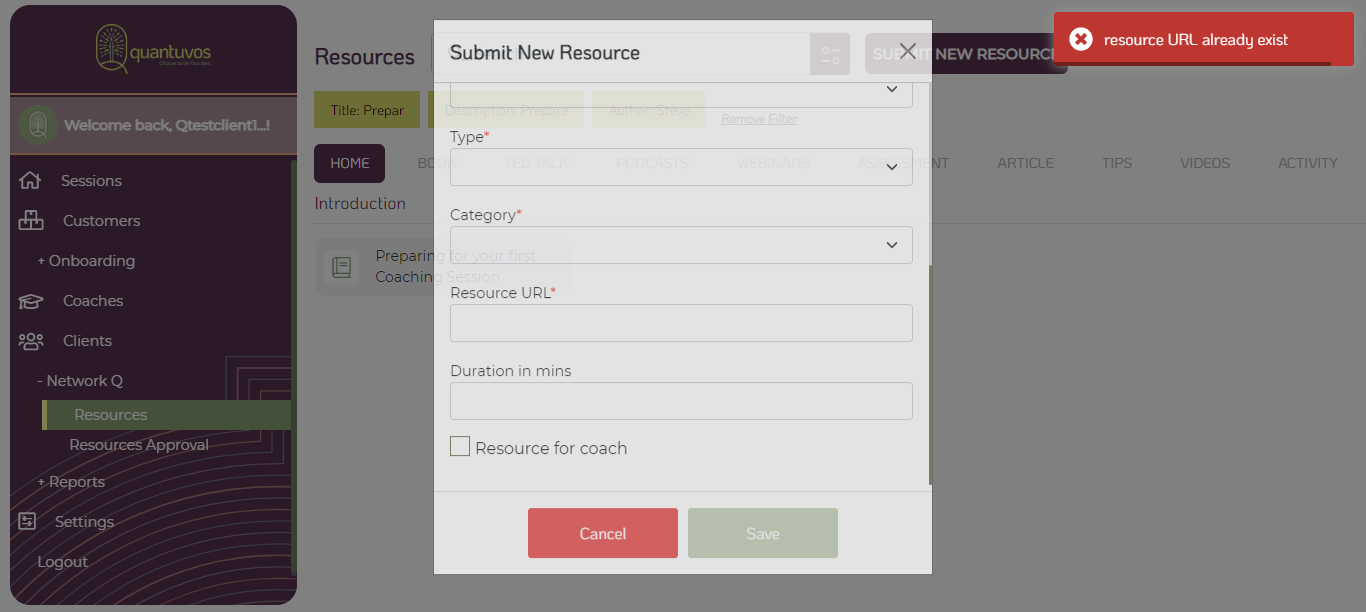 quantuvos
Choose to be Your Best
Welcome back, Qtestclient1...!
Sessions
Customers
+ Onboarding
Coaches
Clients
- Network Q
Resources
Resources Approval
+ Reports
Settings
Logout
Resources
SUBMIT NEW RESOURCE
Title: Prepar
Description: Prepare
Author: Steve
Remove Filter
HOME
BOOK
TED TALK
PODCASTS
WEBINARS
ASSESSMENT
ARTICLE
TIPS
VIDEOS
ACTIVITY
Introduction
Preparing for your first
Coaching Session
Submit New Resource
Type*
Category*
Resource URL*
Duration in mins
Resource for coach
Cancel
Save
resource URL already exist